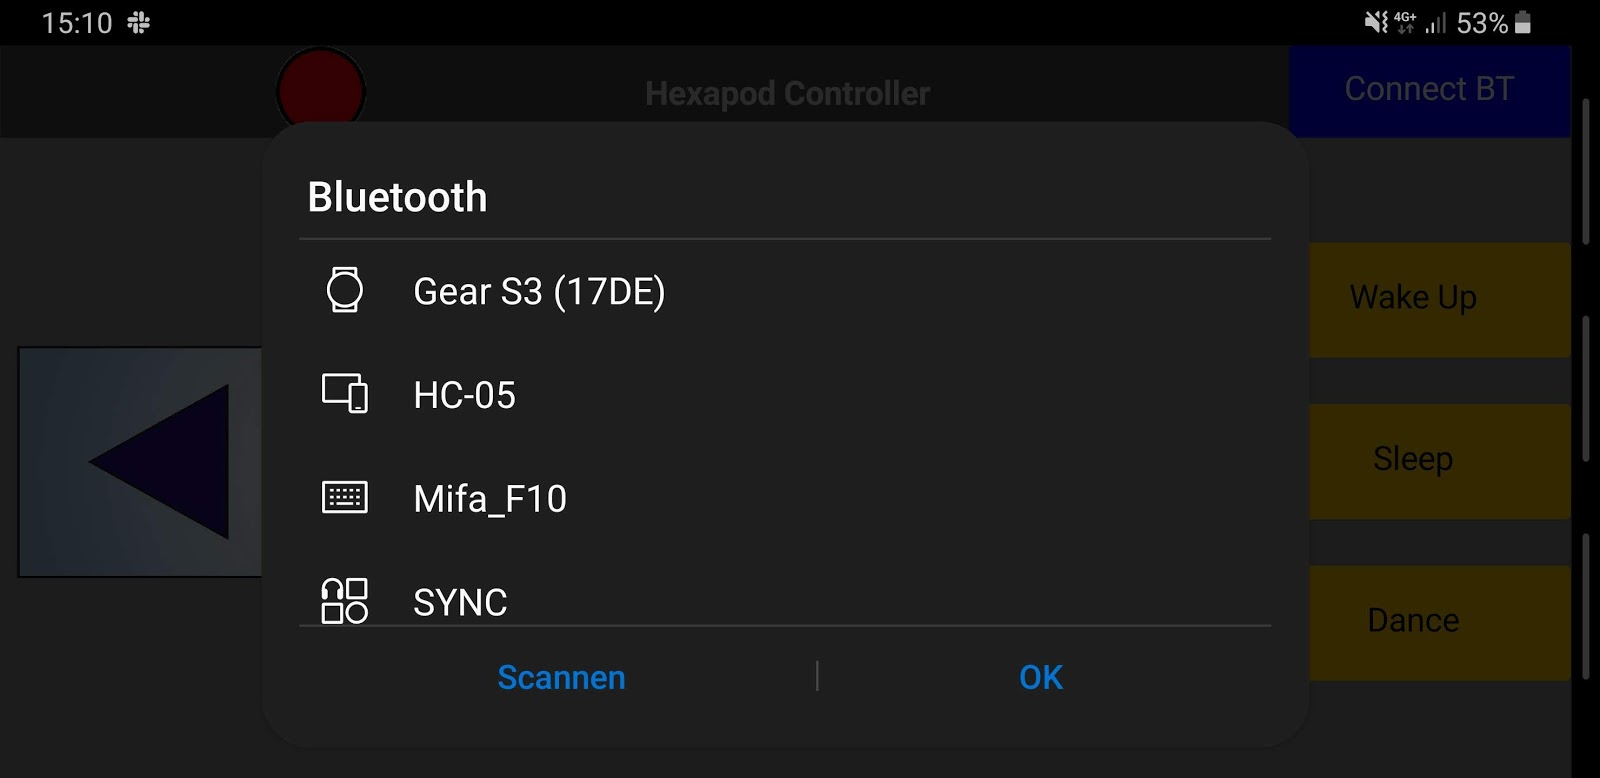 15:10
4G+
53%
Hexapod Controller
Connect BT
Bluetooth
Gear S3 (17DE)
HC-05
Mifa_F10
SYNC
Scannen
OK
Wake Up
Sleep
Dance